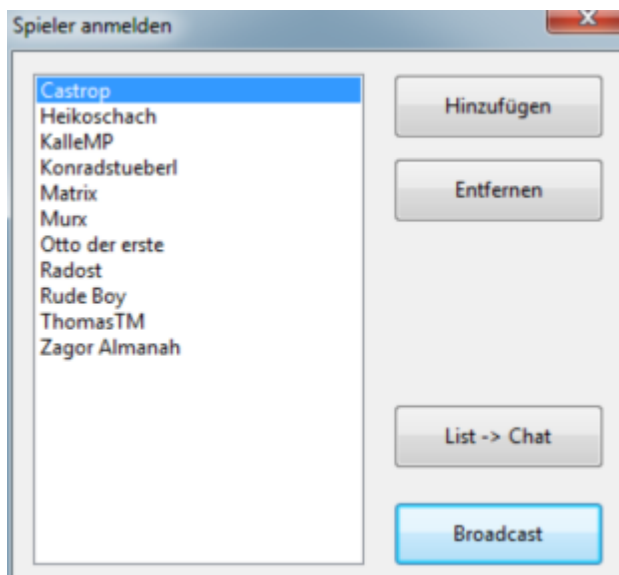 Spieler anmelden
Castrop
Heikoschach
KalleMP
Konradstueberl
Matrix
Murx
Otto der erste
Radost
Rude Boy
ThomasTM
Zagor Almanah
Hinzufügen
Entfernen
List -> Chat
Broadcast